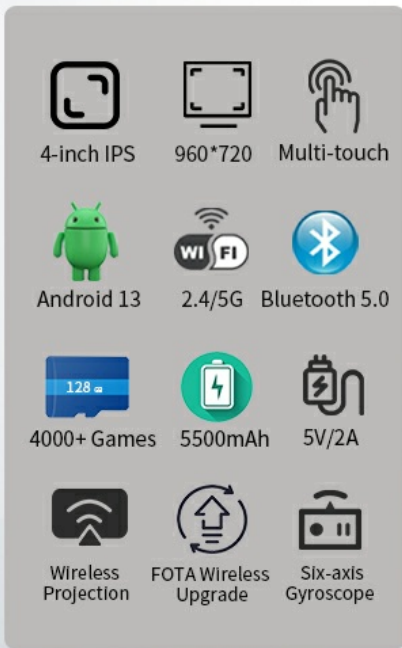 4-inch IPS
960*720
Multi-touch
WI FI
Android 13
2.4/5G
Bluetooth 5.0
128
4000+ Games
5500mAh
5V/2A
Wireless
Projection
FOTA Wireless
Upgrade
Six-axis
Gyroscope